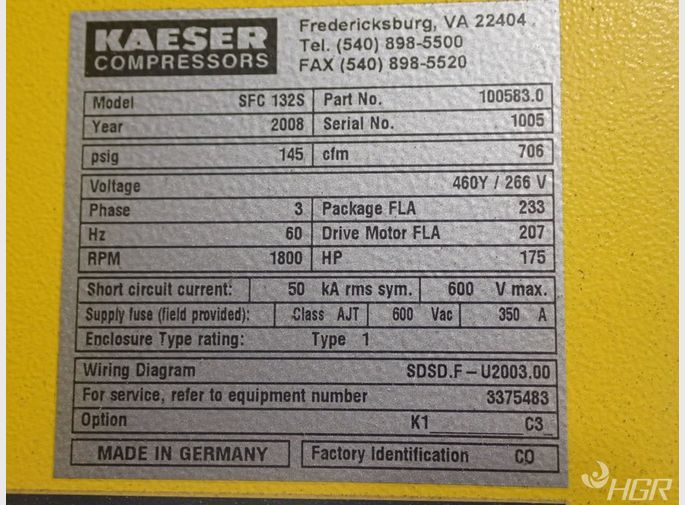 KAESER
COMPRESSORS
Fredericksburg, VA 22404
Tel. (540) 898-5500
FAX (540) 898-5520
Model SFC 132S Part No. 100583.0
Year 2008 Serial No. 1005
psig 145 cfm 706
Voltage 460Y / 266 V
Phase 3 Package FLA 233
Hz 60 Drive Motor FLA 207
RPM 1800 HP 175
Short circuit current: 50 kA rms sym. 600 V max.
Supply fuse (field provided): Class AJT 600 Vac 350 A
Enclosure Type rating: Type 1
Wiring Diagram SDSD.F – U2003.00
For service, refer to equipment number 3375483
Option K1 C3
MADE IN GERMANY Factory Identification CO
HGR